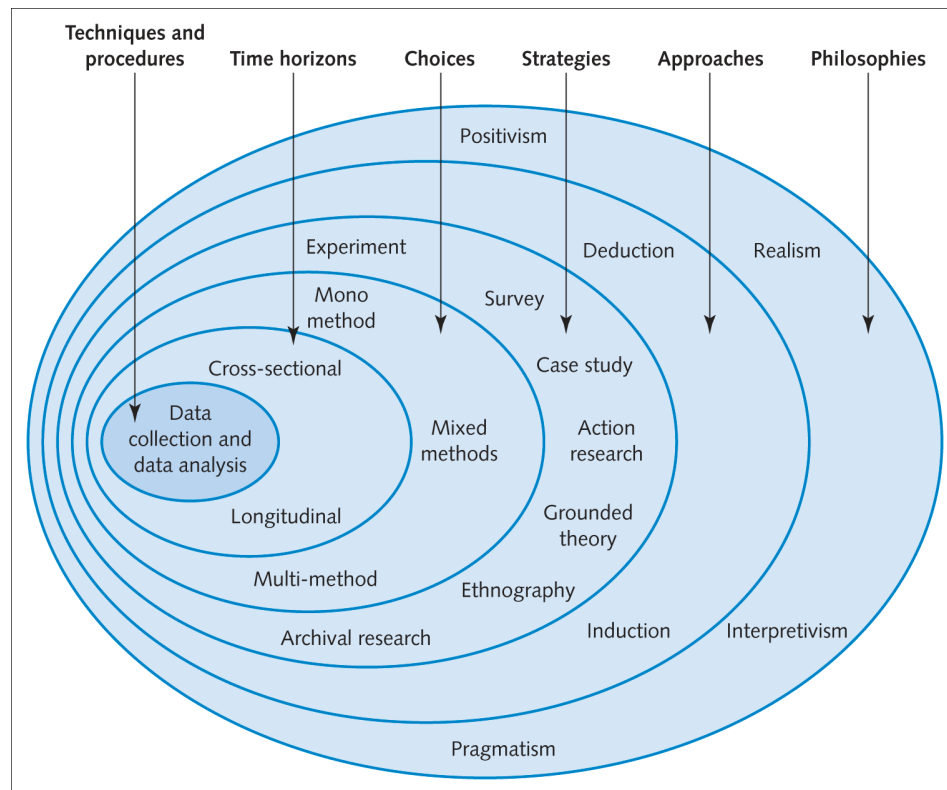 Techniques and
procedures
Time horizons
Choices
Strategies
Approaches
Philosophies
Positivism
Experiment
Deduction
Realism
Mono
method
Survey
Cross-sectional
Case study
Data
collection and
data analysis
Mixed
methods
Action
research
Longitudinal
Grounded
theory
Multi-method
Ethnography
Archival research
Induction
Interpretivism
Pragmatism